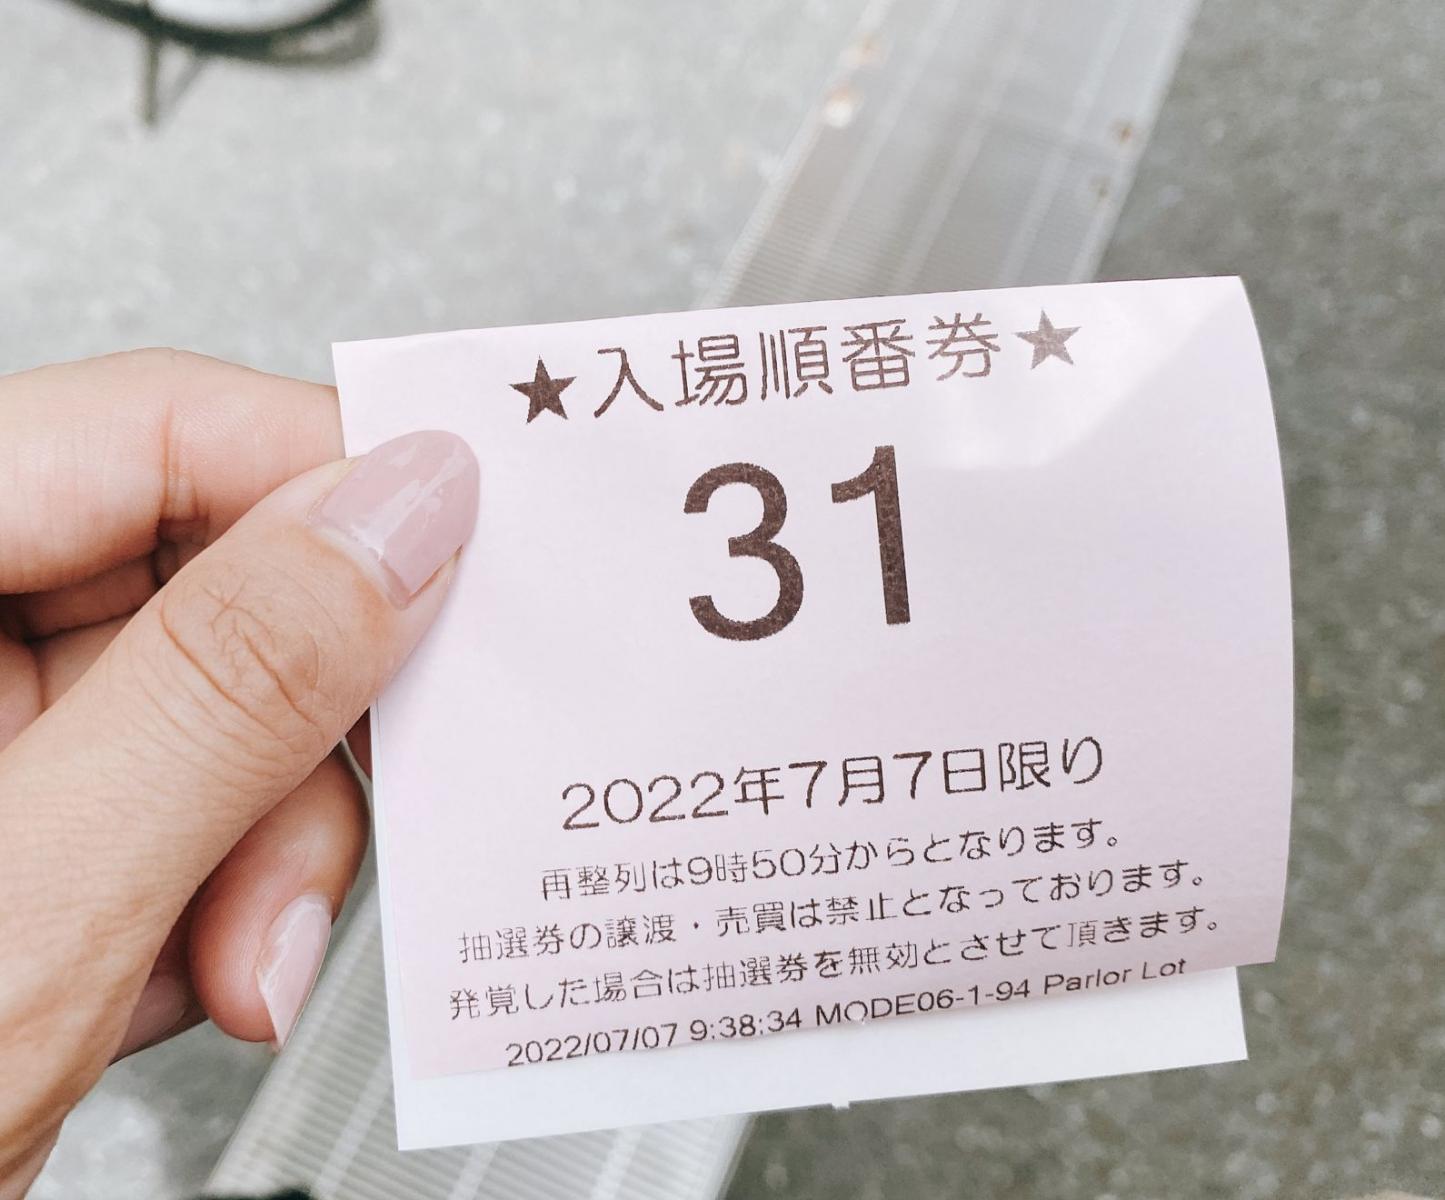 ★入場順番券★
31
2022年7月7日限り
再整列は9時50分からとなります。
抽選券の譲渡・売買は禁止となっております。
発覚した場合は抽選券を無効とさせて頂きます。
2022/07/07 9:38:34 MODE06-1-94 Parlor Lot